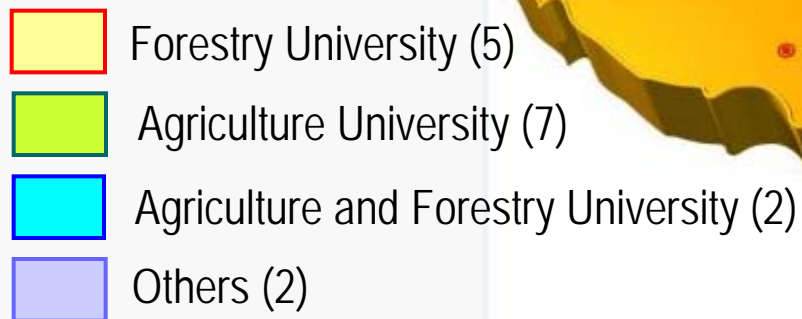 Forestry University (5)
Agriculture University (7)
Agriculture and Forestry University (2)
Others (2)